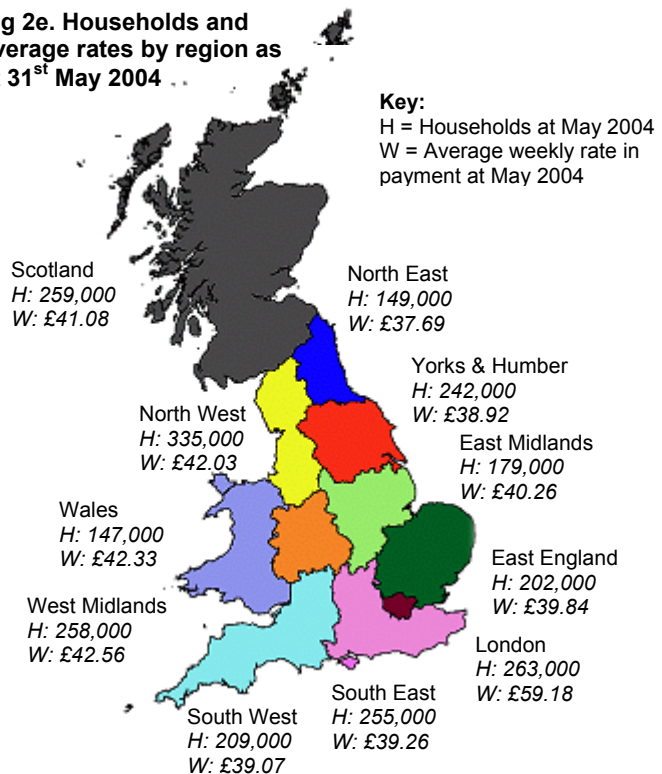 g 2e. Households and
verage rates by region as
t 31st May 2004
Key:
H = Households at May 2004
W = Average weekly rate in
payment at May 2004
Scotland
H: 259,000
W: £41.08
North East
H: 149,000
W: £37.69
Yorks & Humber
H: 242,000
W: £38.92
North West
H: 335,000
W: £42.03
East Midlands
H: 179,000
W: £40.26
Wales
H: 147,000
W: £42.33
East England
H: 202,000
W: £39.84
West Midlands
H: 258,000
W: £42.56
London
H: 263,000
W: £59.18
South East
H: 255,000
W: £39.26
South West
H: 209,000
W: £39.07